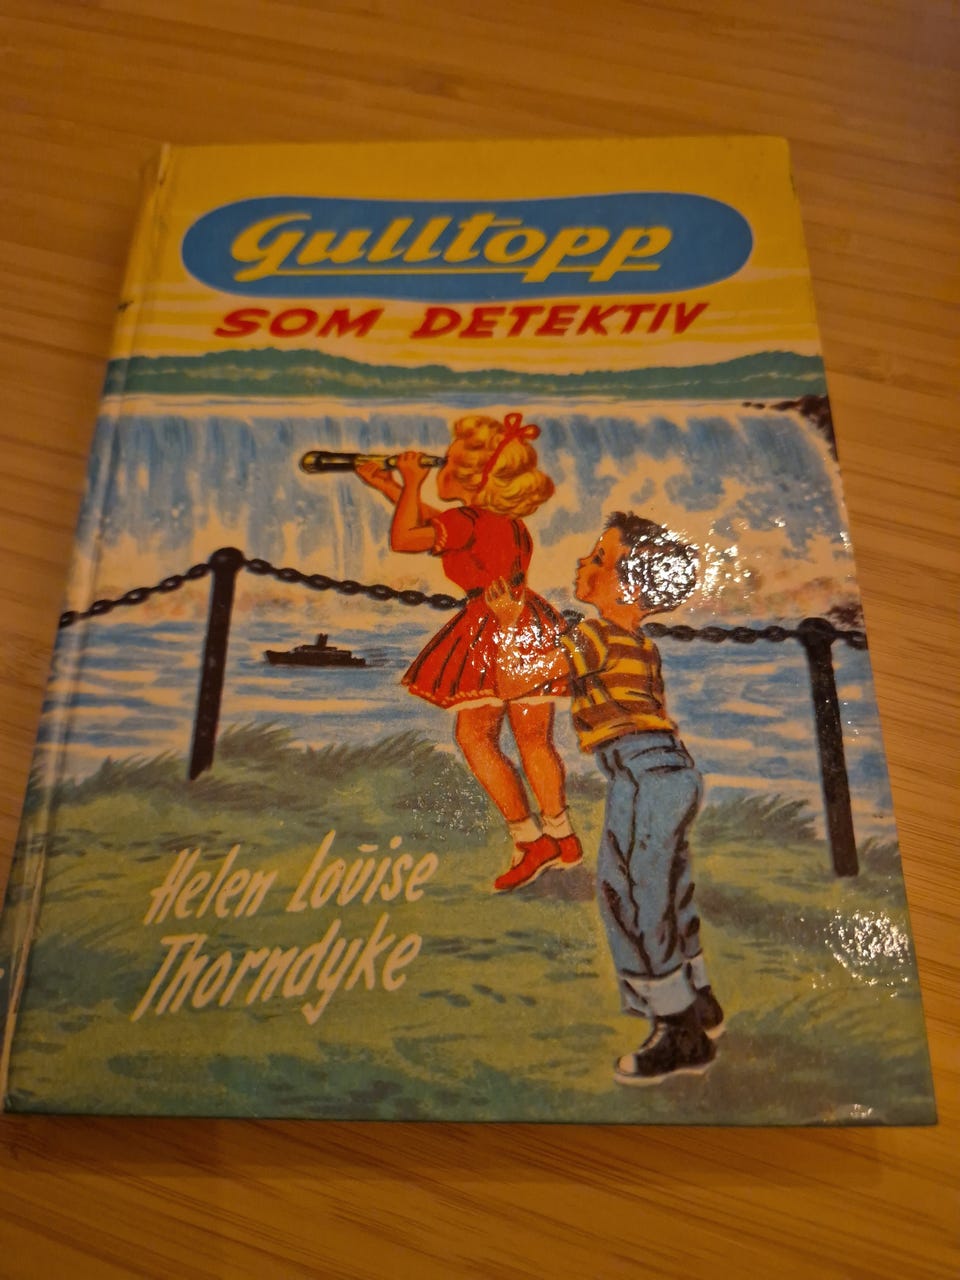 Gulltopp
SOM DETEKTIV
Helen Louise
Thorndyke